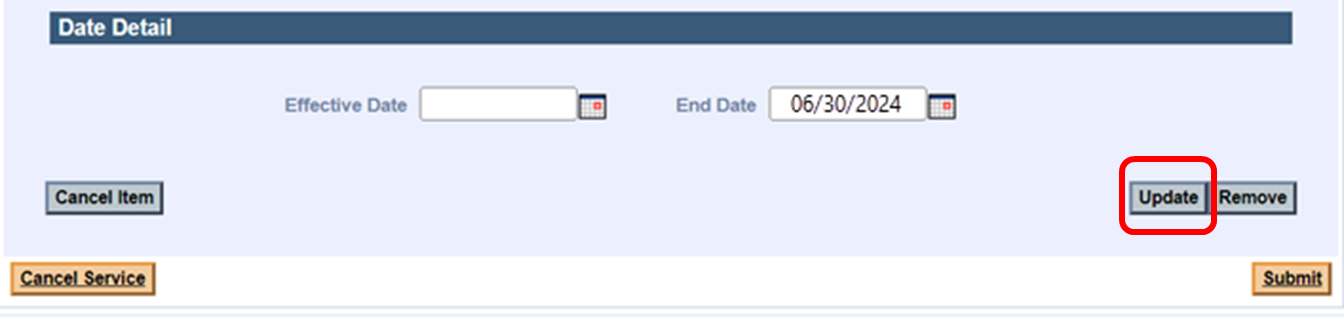 Date Detail
Effective Date End Date 06/30/2024
Cancel Item Update Remove
Cancel Service Submit